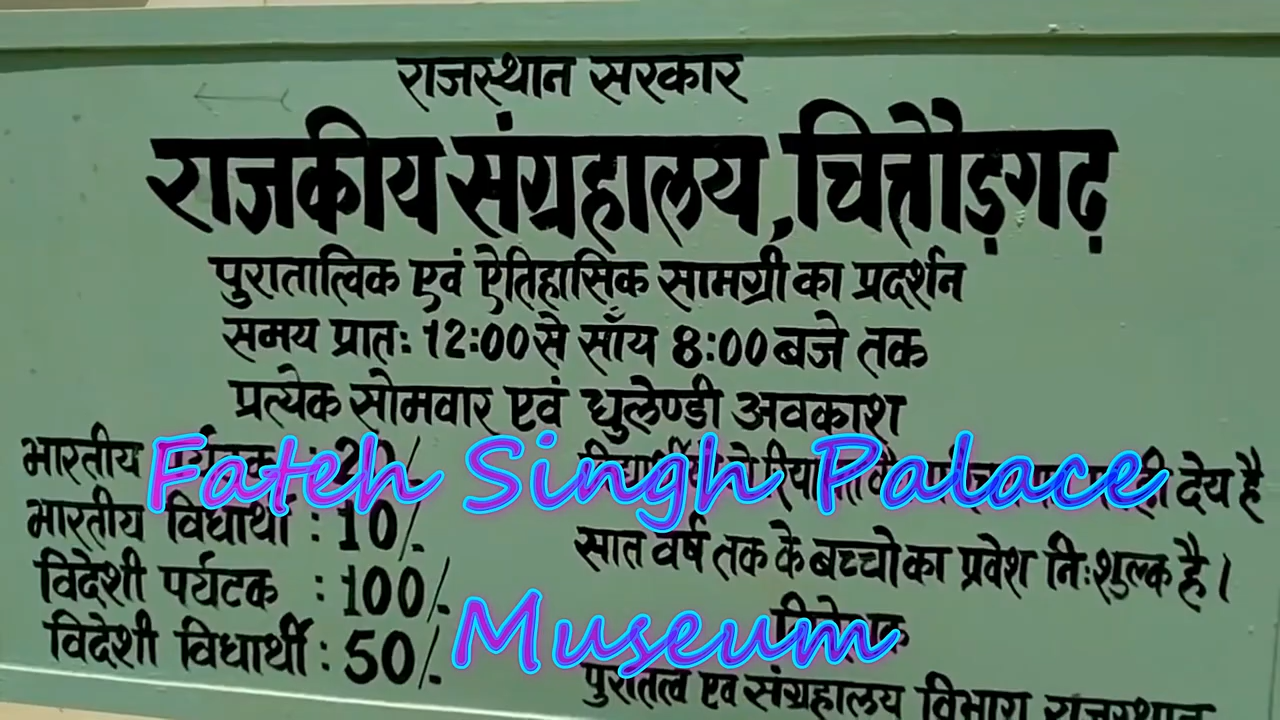 राजस्थान सरकार
राजकीय संग्रहालय, चित्तौड़गढ़
पुरातात्विक एवं ऐतिहासिक सामग्री का प्रदर्शन
समय प्रातः 12:00 से साँय 8:00 बजे तक
प्रत्येक सोमवार एवं धुलेण्डी अवकाश
भारतीय : 20/-
भारतीय विद्यार्थी : 10/-
विदेशी पर्यटक : 100/-
विदेशी विद्यार्थी : 50/-
देय है
सात वर्ष तक के बच्चो का प्रवेश निःशुल्क है।
पुरातत्व एवं संग्रहालय विभाग राजस्थान
Fateh Singh Palace
Museum